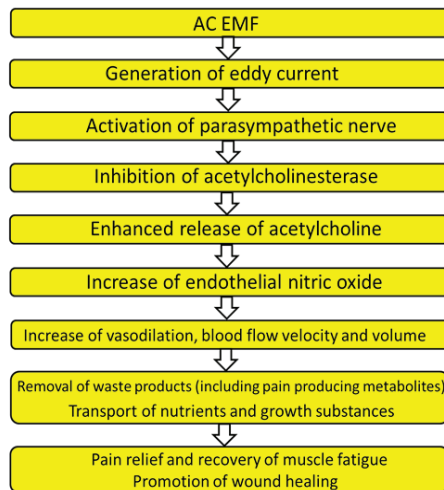 AC EMF
Generation of eddy current
Activation of parasympathetic nerve
Inhibition of acetylcholinesterase
Enhanced release of acetylcholine
Increase of endothelial nitric oxide
Increase of vasodilation, blood flow velocity and volume
Removal of waste products (including pain producing metabolites)
Transport of nutrients and growth substances
Pain relief and recovery of muscle fatigue
Promotion of wound healing